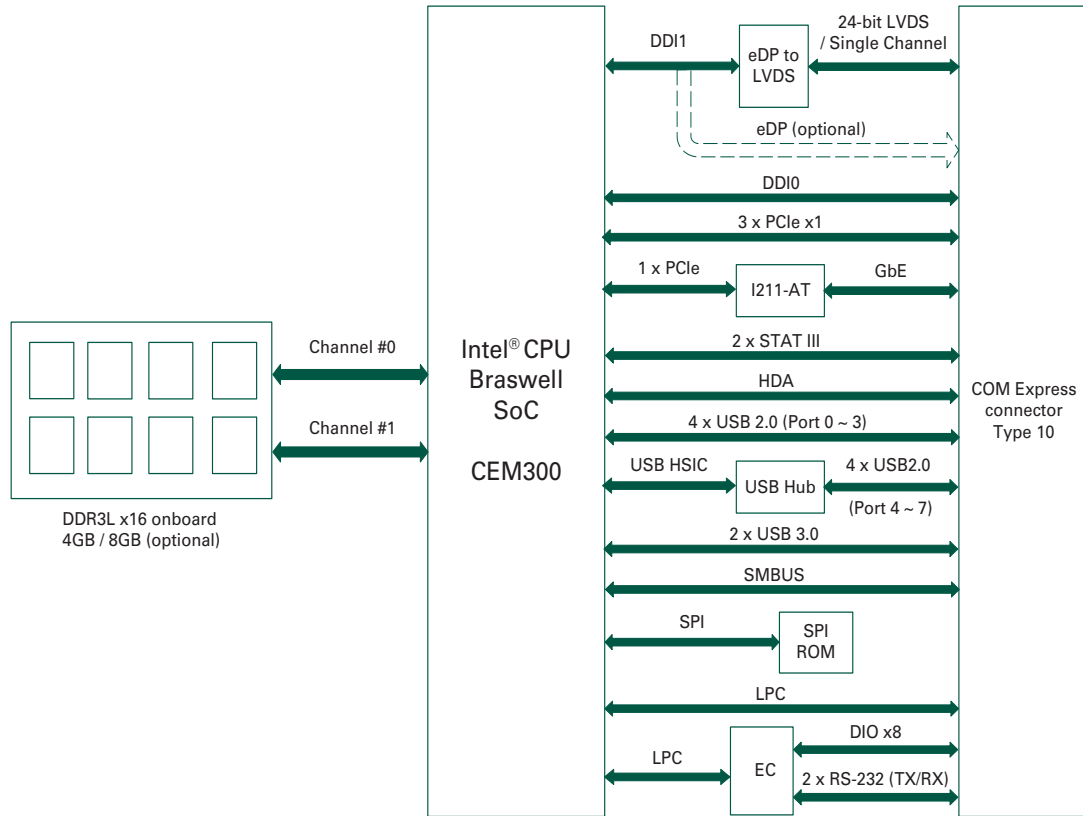 DDI1
eDP to
LVDS
24-bit LVDS
/ Single Channel
eDP (optional)
DDI0
3 x PCIe x1
1 x PCIe
I211-AT
GbE
Channel #0
Channel #1
DDR3L x16 onboard
4GB / 8GB (optional)
Intel® CPU
Braswell
SoC
CEM300
2 x STAT III
HDA
4 x USB 2.0 (Port 0 ~ 3)
USB HSIC
USB Hub
4 x USB2.0
(Port 4 ~ 7)
2 x USB 3.0
SMBUS
SPI
SPI
ROM
LPC
LPC
EC
DIO x8
2 x RS-232 (TX/RX)
COM Express
connector
Type 10